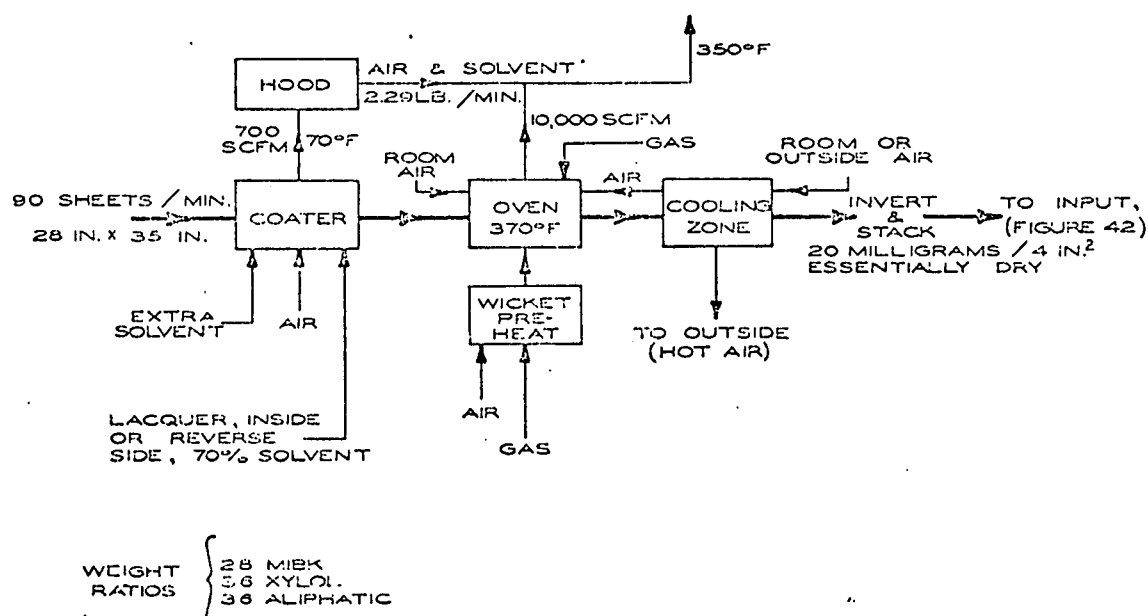 350°F
AIR & SOLVENT
HOOD
2.29 LB. /MIN.
700
SCFM
70°F
10,000 SCFM
GAS
ROOM
AIR
AIR
ROOM OR
OUTSIDE AIR
90 SHEETS /MIN.
28 IN. X 35 IN.
COATER
OVEN
370°F
COOLING
ZONE
INVERT
&
STACK
TO INPUT,
(FIGURE 42)
20 MILLIGRAMS / 4 IN.²
ESSENTIALLY DRY
EXTRA
SOLVENT
AIR
WICKET
PRE-
HEAT
TO OUTSIDE
(HOT AIR)
AIR
GAS
LACQUER, INSIDE
OR REVERSE
SIDE, 70% SOLVENT
WEIGHT
RATIOS
28 MIBK
36 XYLOL
36 ALIPHATIC